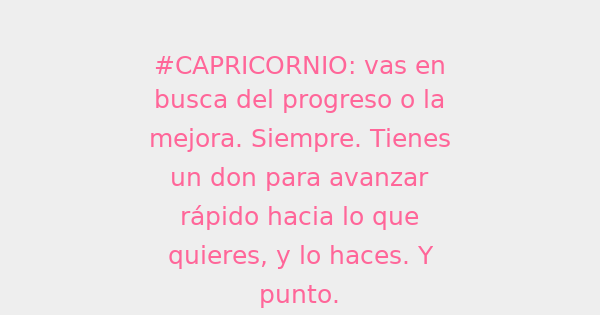 #CAPRICORNIO: vas en
busca del progreso o la
mejora. Siempre. Tienes
un don para avanzar
rápido hacia lo que
quieres, y lo haces. Y
punto.